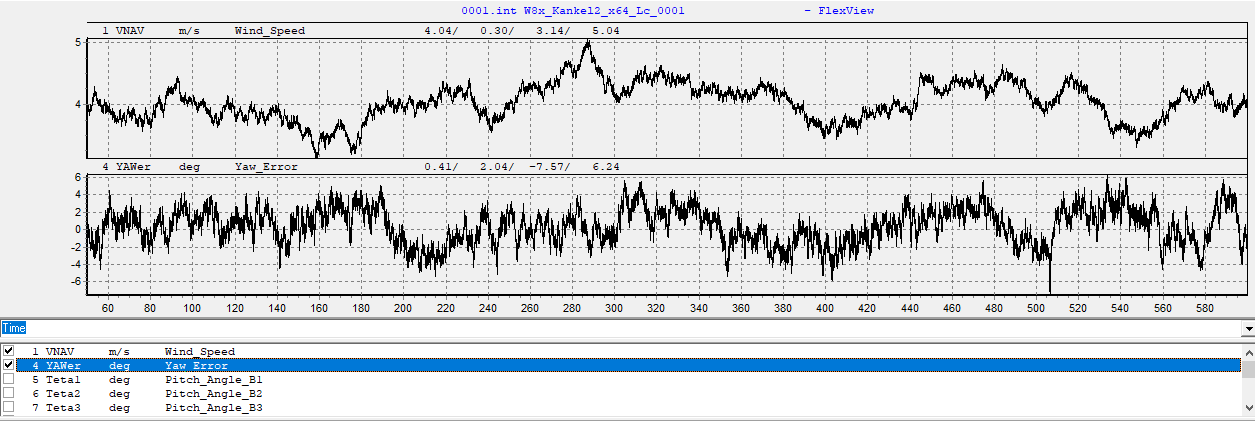 0001.int W8x_Kankel2_x64_Lc_0001 - FlexView
1 VNAV m/s Wind_Speed 4.04/ 0.30/ 3.14/ 5.04
5
4
4 YAWer deg Yaw_Error 0.41/ 2.04/ -7.57/ 6.24
6
4
2
0
-2
-4
-6
60 80 100 120 140 160 180 200 220 240 260 280 300 320 340 360 380 400 420 440 460 480 500 520 540 560 580
Time
1 VNAV m/s Wind_Speed
4 YAWer deg Yaw_Error
5 Teta1 deg Pitch_Angle_B1
6 Teta2 deg Pitch_Angle_B2
7 Teta3 deg Pitch_Angle_B3